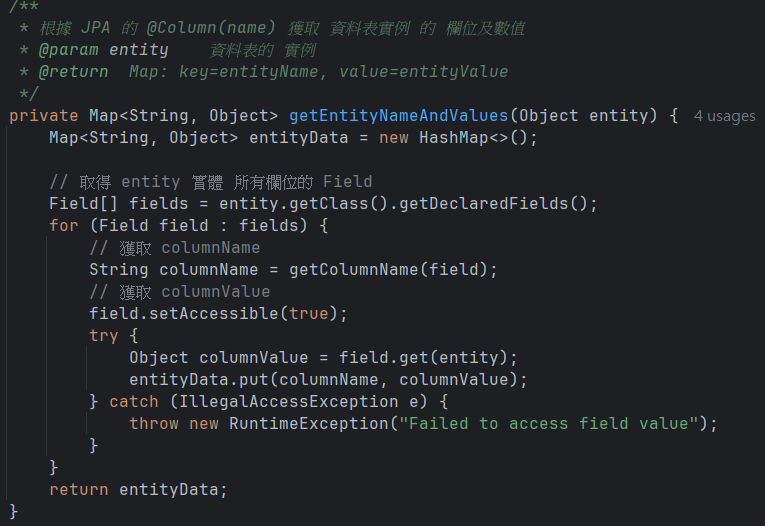 /**
 * 根據 JPA 的 @Column(name) 獲取 資料表實例 的 欄位及數值
 * @param entity    資料表的 實例
 * @return  Map: key=entityName, value=entityValue
 */
private Map<String, Object> getEntityNameAndValues(Object entity) {  4 usages
    Map<String, Object> entityData = new HashMap<>();
    // 取得 entity 實體 所有欄位的 Field
    Field[] fields = entity.getClass().getDeclaredFields();
    for (Field field : fields) {
        // 獲取 columnName
        String columnName = getColumnName(field);
        // 獲取 columnValue
        field.setAccessible(true);
        try {
            Object columnValue = field.get(entity);
            entityData.put(columnName, columnValue);
        } catch (IllegalAccessException e) {
            throw new RuntimeException("Failed to access field value");
        }
    }
    return entityData;
}